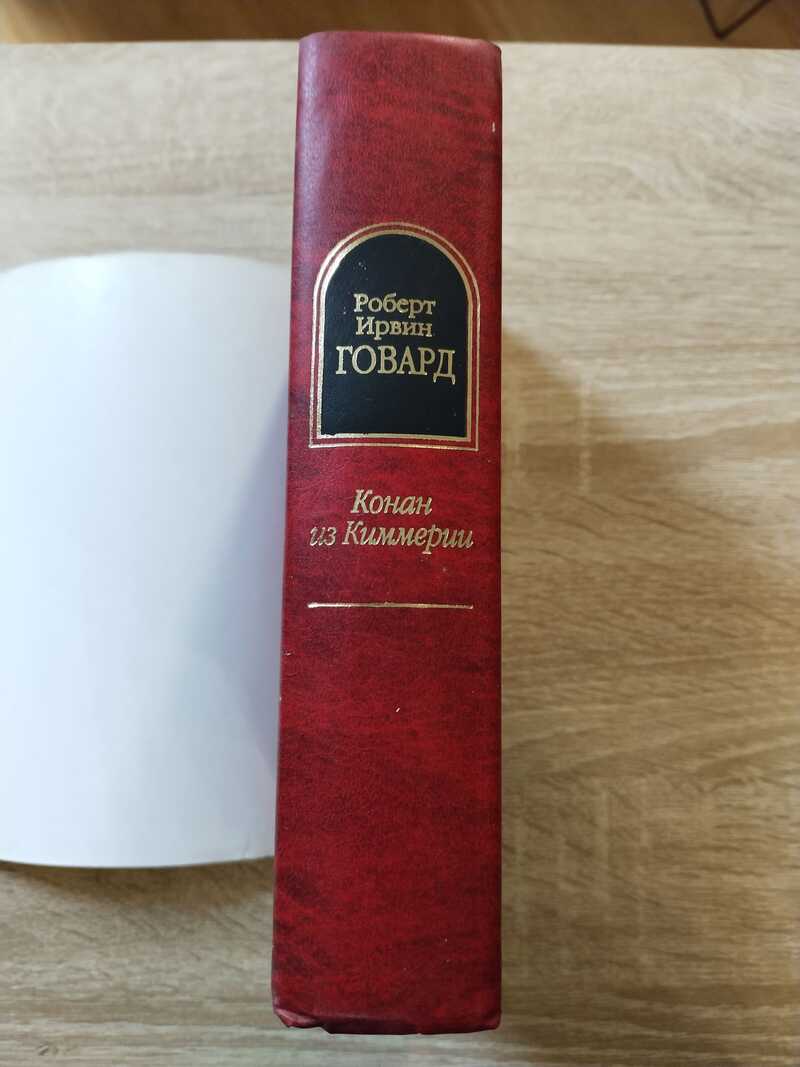 Роберт
Ирвин
ГОВАРД
Конан
из Киммерии